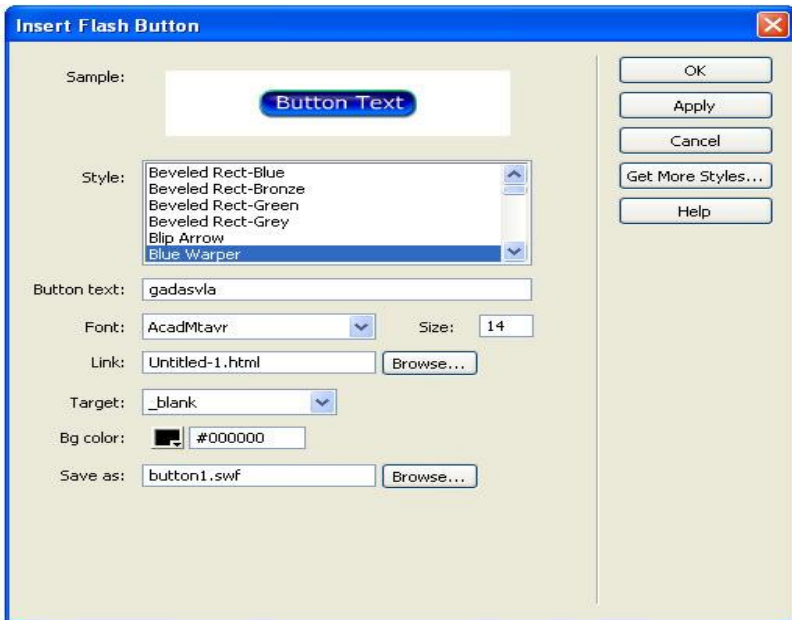 Insert Flash Button
Sample:
Button Text
Style:
Beveled Rect-Blue
Beveled Rect-Bronze
Beveled Rect-Green
Beveled Rect-Grey
Blip Arrow
Blue Warper
Button text: gadasvla
Font: AcadMtavr Size: 14
Link: Untitled-1.html Browse...
Target: _blank
Bg color: #000000
Save as: button1.swf Browse...
OK
Apply
Cancel
Get More Styles...
Help